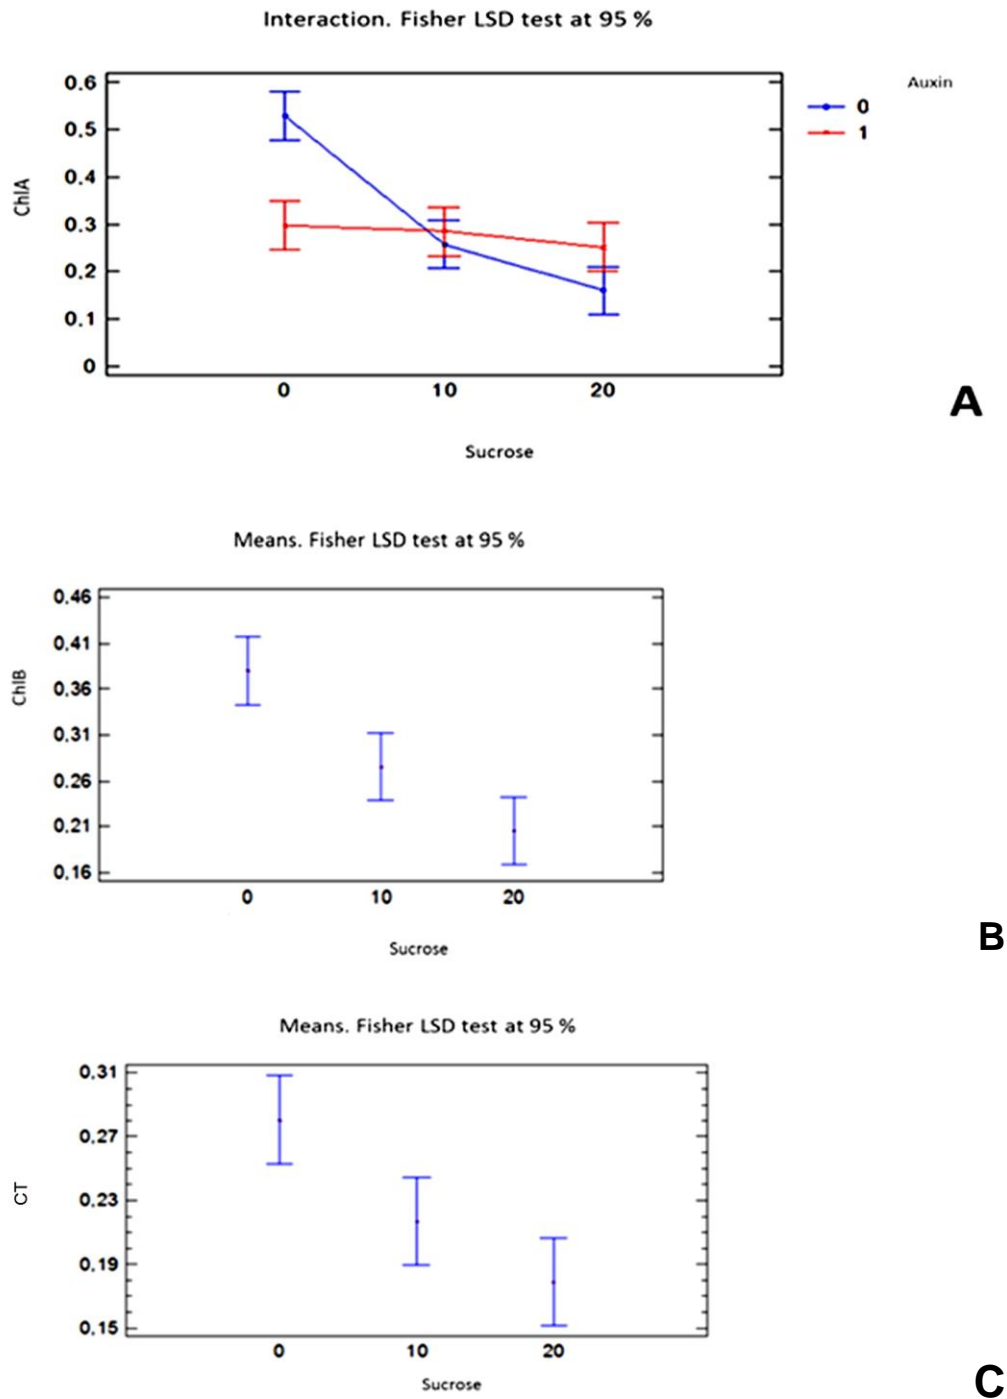 Interaction. Fisher LSD test at 95 %
Auxin
0
1
ChlA
0.6
0.5
0.4
0.3
0.2
0.1
0
0 10 20
Sucrose
A
Means. Fisher LSD test at 95 %
ChlB
0.46
0.41
0.36
0.31
0.26
0.21
0.16
0 10 20
Sucrose
B
Means. Fisher LSD test at 95 %
CT
0.31
0.27
0.23
0.19
0.15
0 10 20
Sucrose
C